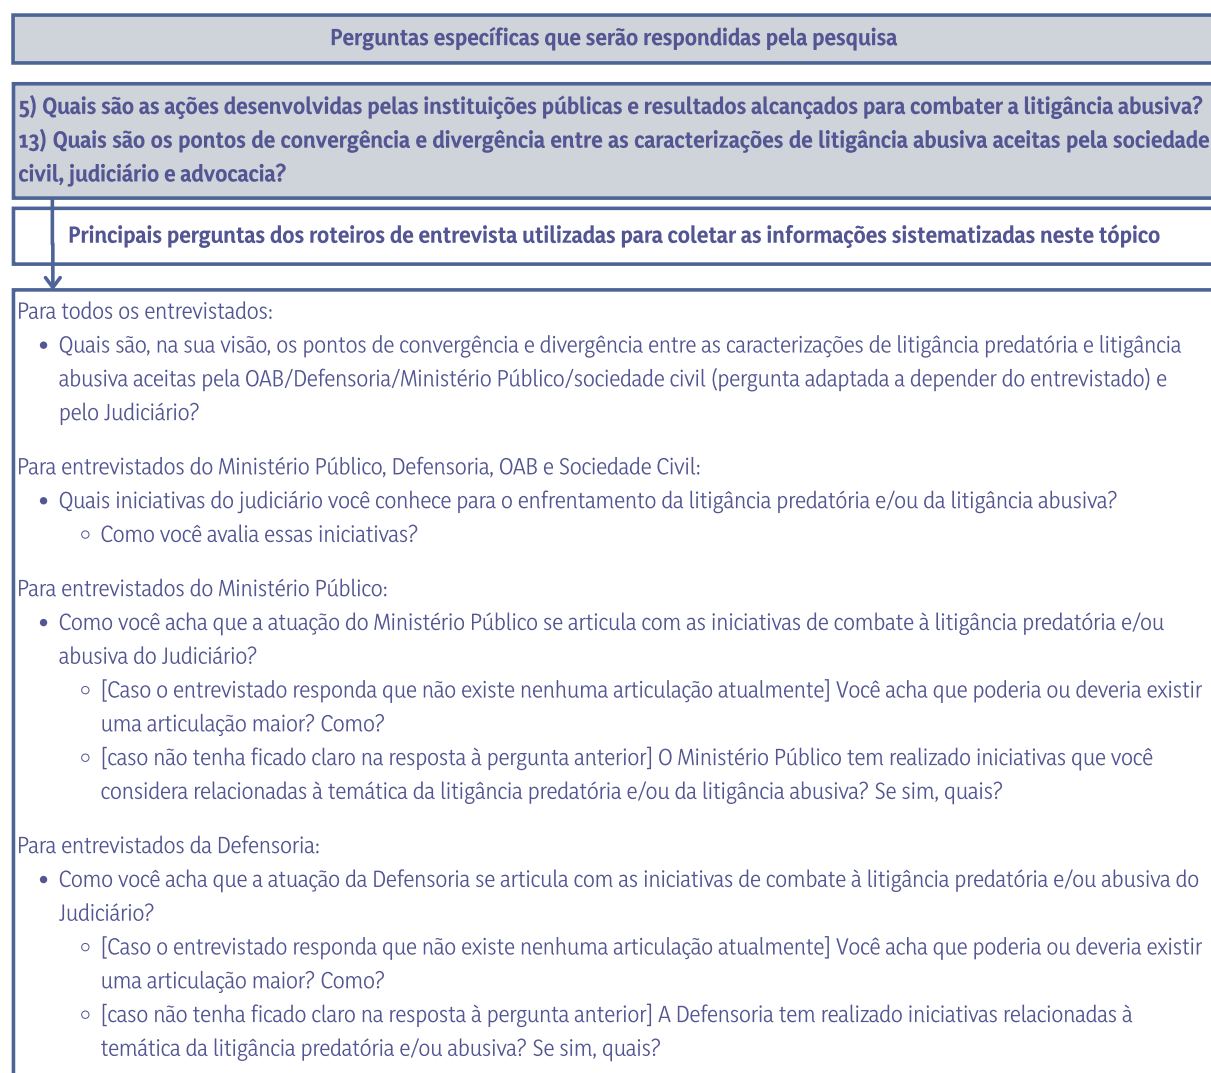 Perguntas específicas que serão respondidas pela pesquisa
5) Quais são as ações desenvolvidas pelas instituições públicas e resultados alcançados para combater a litigância abusiva?
13) Quais são os pontos de convergência e divergência entre as caracterizações de litigância abusiva aceitas pela sociedade
civil, judiciário e advocacia?
Principais perguntas dos roteiros de entrevista utilizadas para coletar as informações sistematizadas neste tópico
Para todos os entrevistados:
• Quais são, na sua visão, os pontos de convergência e divergência entre as caracterizações de litigância predatória e litigância
abusiva aceitas pela OAB/Defensoria/Ministério Público/sociedade civil (pergunta adaptada a depender do entrevistado) e
pelo Judiciário?
Para entrevistados do Ministério Público, Defensoria, OAB e Sociedade Civil:
• Quais iniciativas do judiciário você conhece para o enfrentamento da litigância predatória e/ou da litigância abusiva?
◦ Como você avalia essas iniciativas?
Para entrevistados do Ministério Público:
• Como você acha que a atuação do Ministério Público se articula com as iniciativas de combate à litigância predatória e/ou
abusiva do Judiciário?
◦ [Caso o entrevistado responda que não existe nenhuma articulação atualmente] Você acha que poderia ou deveria existir
uma articulação maior? Como?
◦ [caso não tenha ficado claro na resposta à pergunta anterior] O Ministério Público tem realizado iniciativas que você
considera relacionadas à temática da litigância predatória e/ou da litigância abusiva? Se sim, quais?
Para entrevistados da Defensoria:
• Como você acha que a atuação da Defensoria se articula com as iniciativas de combate à litigância predatória e/ou abusiva do
Judiciário?
◦ [Caso o entrevistado responda que não existe nenhuma articulação atualmente] Você acha que poderia ou deveria existir
uma articulação maior? Como?
◦ [caso não tenha ficado claro na resposta à pergunta anterior] A Defensoria tem realizado iniciativas relacionadas à
temática da litigância predatória e/ou abusiva? Se sim, quais?